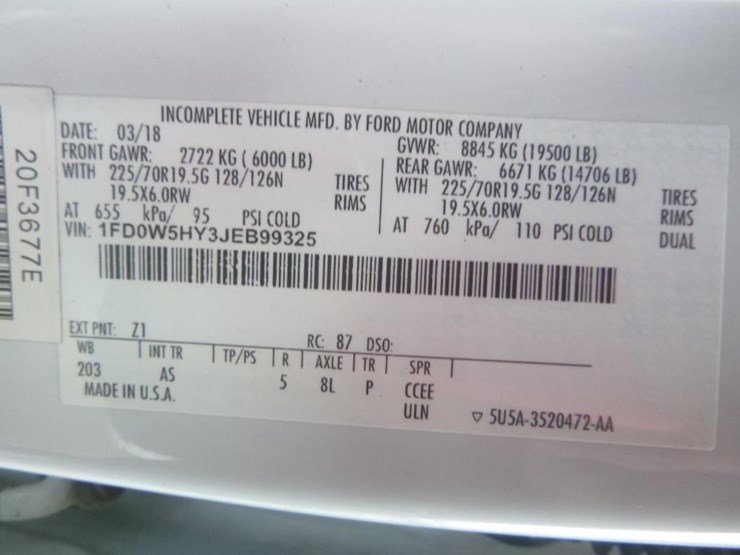 INCOMPLETE VEHICLE MFD. BY FORD MOTOR COMPANY
DATE: 03/18 GVWR: 8845 KG (19500 LB)
FRONT GAWR: 2722 KG ( 6000 LB) REAR GAWR: 6671 KG (14706 LB)
WITH 225/70R19.5G 128/126N TIRES WITH 225/70R19.5G 128/126N TIRES
19.5X6.0RW RIMS 19.5X6.0RW RIMS
AT 655 kPa/ 95 PSI COLD AT 760 kPa/ 110 PSI COLD DUAL
VIN: 1FD0W5HY3JEB99325
EXT PNT: Z1 RC: 87 DSO:
WB INT TR TP/PS R AXLE TR SPR
203 AS 5 8L P CCEE
MADE IN U.S.A. ULN ▽ 5U5A-3520472-AA
20F3677E